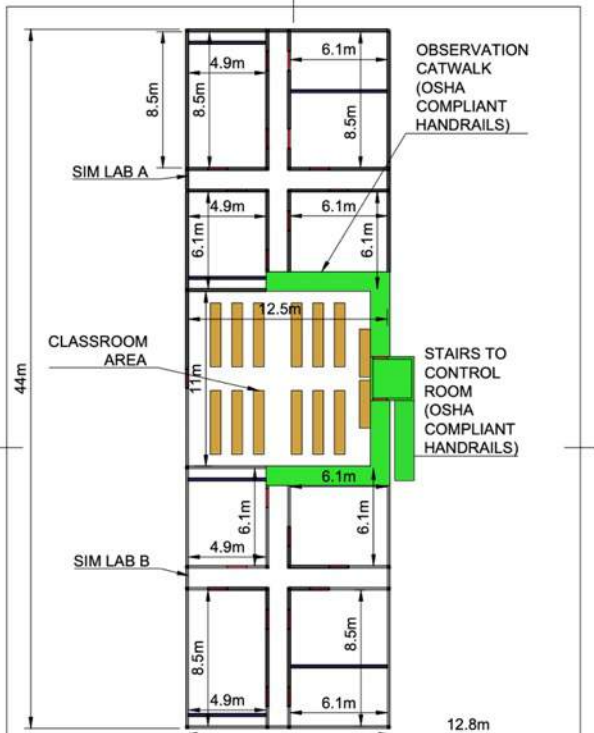 6.1m
4.9m
8.5m
8.5m
8.5m
OBSERVATION
CATWALK
(OSHA
COMPLIANT
HANDRAILS)
SIM LAB A
4.9m
6.1m
6.1m
6.1m
12.5m
CLASSROOM
AREA
11m
44m
STAIRS TO
CONTROL
ROOM
(OSHA
COMPLIANT
HANDRAILS)
6.1m
6.1m
6.1m
4.9m
SIM LAB B
8.5m
8.5m
4.9m
6.1m
12.8m